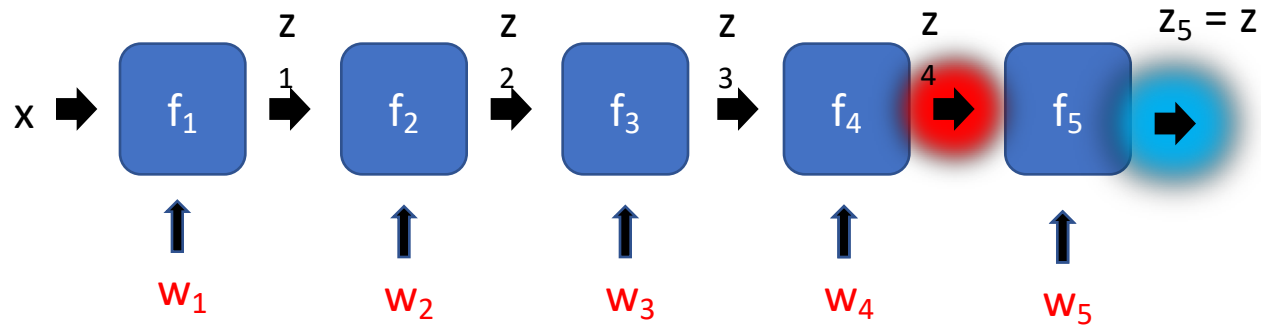 z z z z z₅ = z
1 2 3 4
x f₁ f₂ f₃ f₄ f₅
w₁ w₂ w₃ w₄ w₅